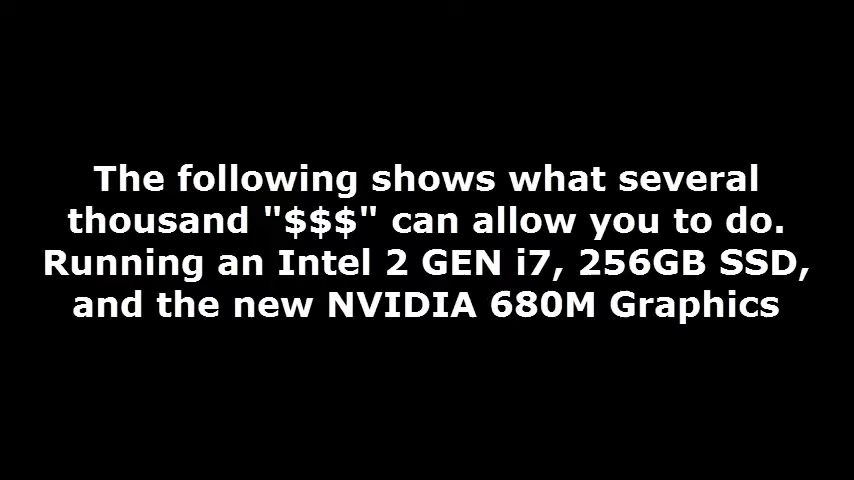 The following shows what several
thousand "$$$" can allow you to do.
Running an Intel 2 GEN i7, 256GB SSD,
and the new NVIDIA 680M Graphics